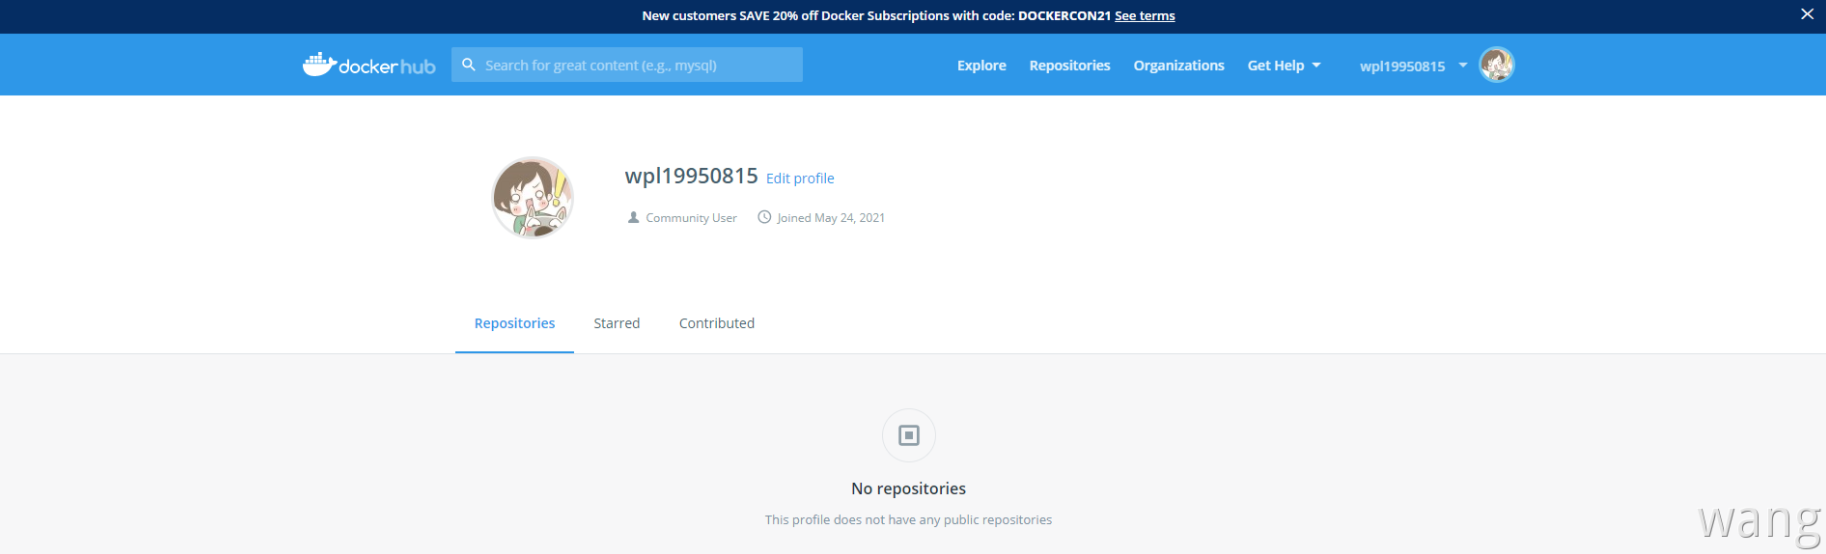 New customers SAVE 20% off Docker Subscriptions with code: DOCKERCON21 See terms
dockerhub Search for great content (e.g., mysql) Explore Repositories Organizations Get Help wpl19950815
wpl19950815 Edit profile
Community User Joined May 24, 2021
Repositories Starred Contributed
No repositories
This profile does not have any public repositories
wang